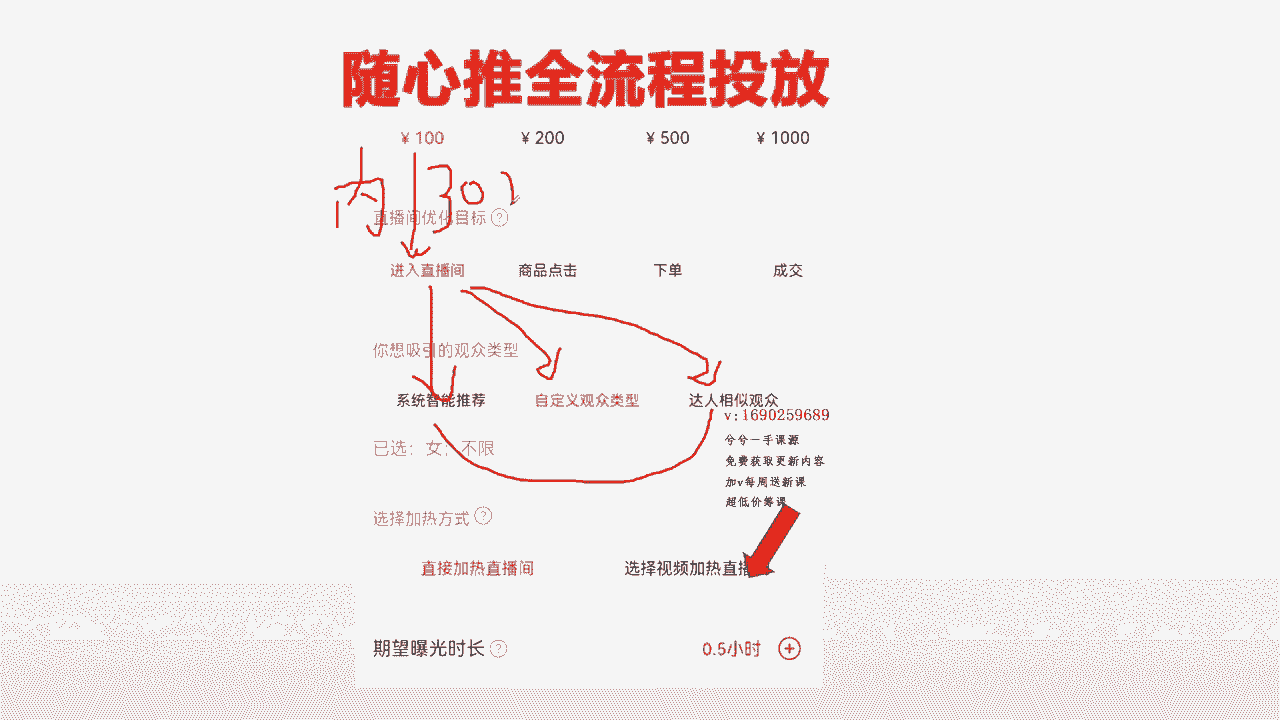 随心推全流程投放
¥ 100 ¥ 200 ¥ 500 ¥ 1000
内 30
直播间优化目标 ?
进入直播间 商品点击 下单 成交
你想吸引的观众类型
系统智能推荐 自定义观众类型 达人相似观众
v:1690259689
兮兮一手课源
已选：女；不限
免费获取更新内容
加v每周送新课
超低价筹课
选择加热方式 ?
直接加热直播间 选择视频加热直播
期望曝光时长 ? 0.5小时 +